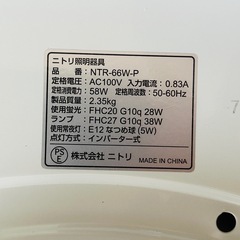 ニトリ照明器具
品 番: NTR-66W-P
定格電圧: AC100V 入力電流: 0.83A
定格消費電力: 58W 定格周波数: 50-60Hz
製品質量: 2.35kg
使用蛍光灯: FHC20 G10q 28W
ランプ: FHC27 G10q 38W
使用常夜灯: E12 なつめ球 (5W)
点灯方式: インバーター式
PS
E
株式会社 ニトリ
MADE IN CHINA
7